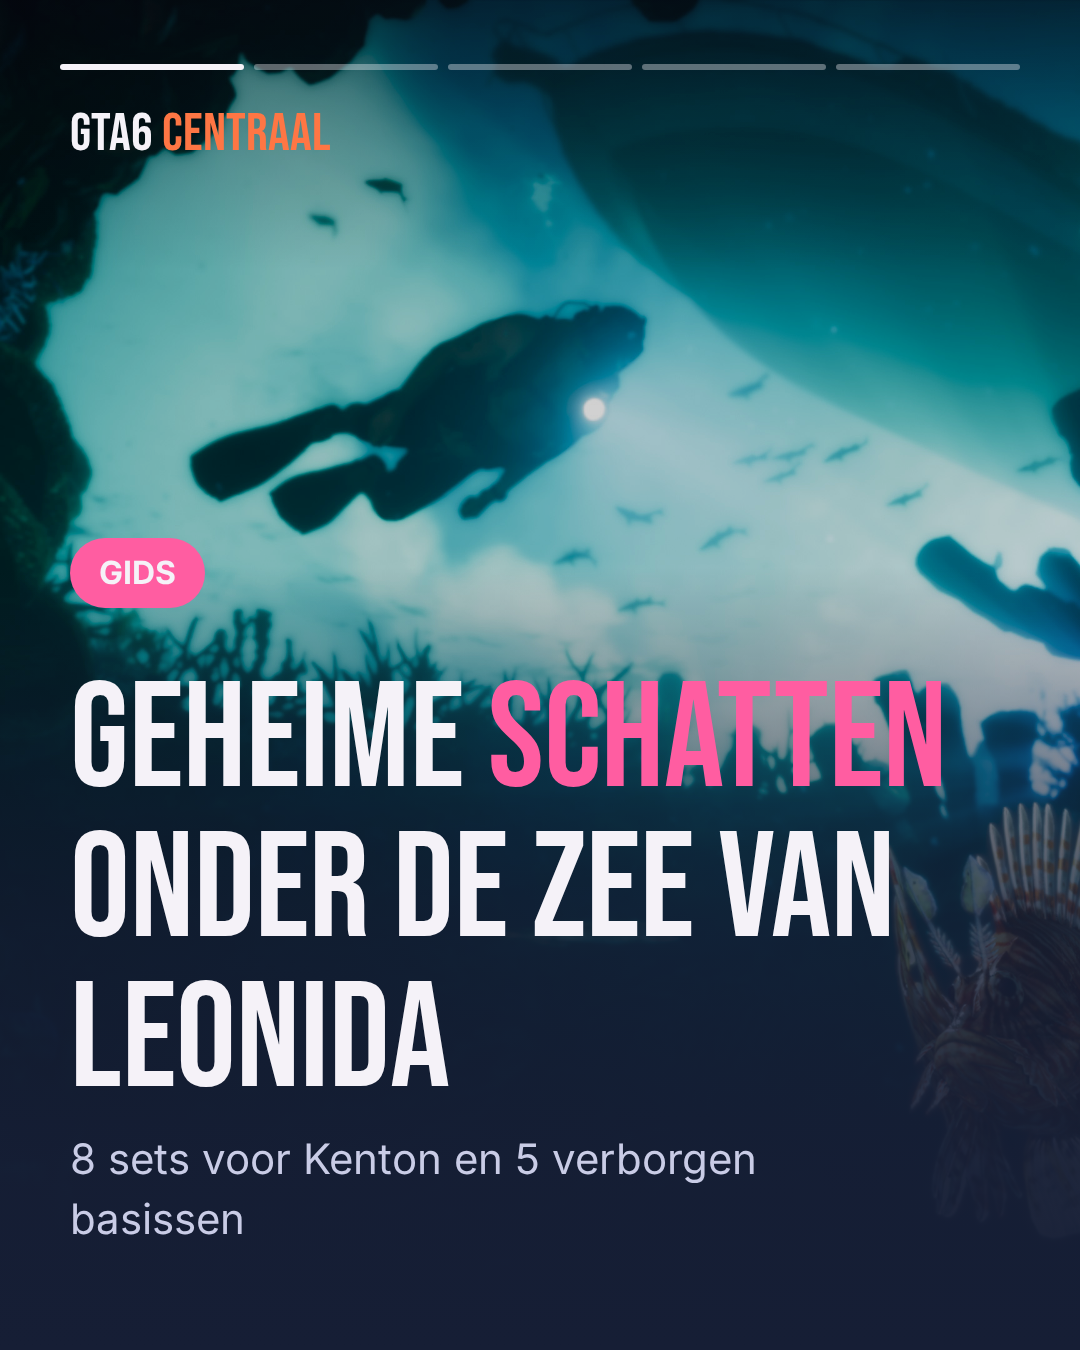 GTA6 CENTRAAL
GIDS
GEHEIME SCHATTEN
ONDER DE ZEE VAN
LEONIDA
8 sets voor Kenton en 5 verborgen
basissen